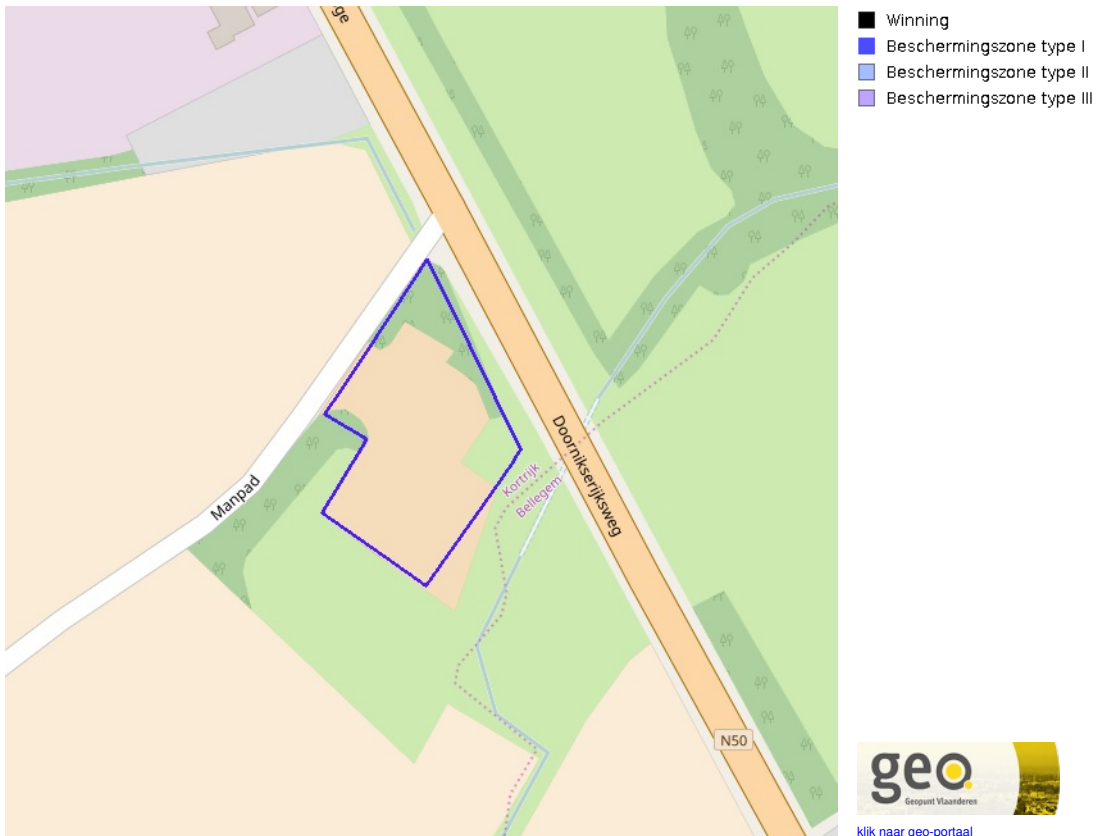 ge
Winning
Beschermingszone type I
Beschermingszone type II
Beschermingszone type III
Doornikserijksweg
Kortrijk
Bellegem
Manpad
N50
geo.
Geopunt Vlaanderen
klik naar geo-portaal